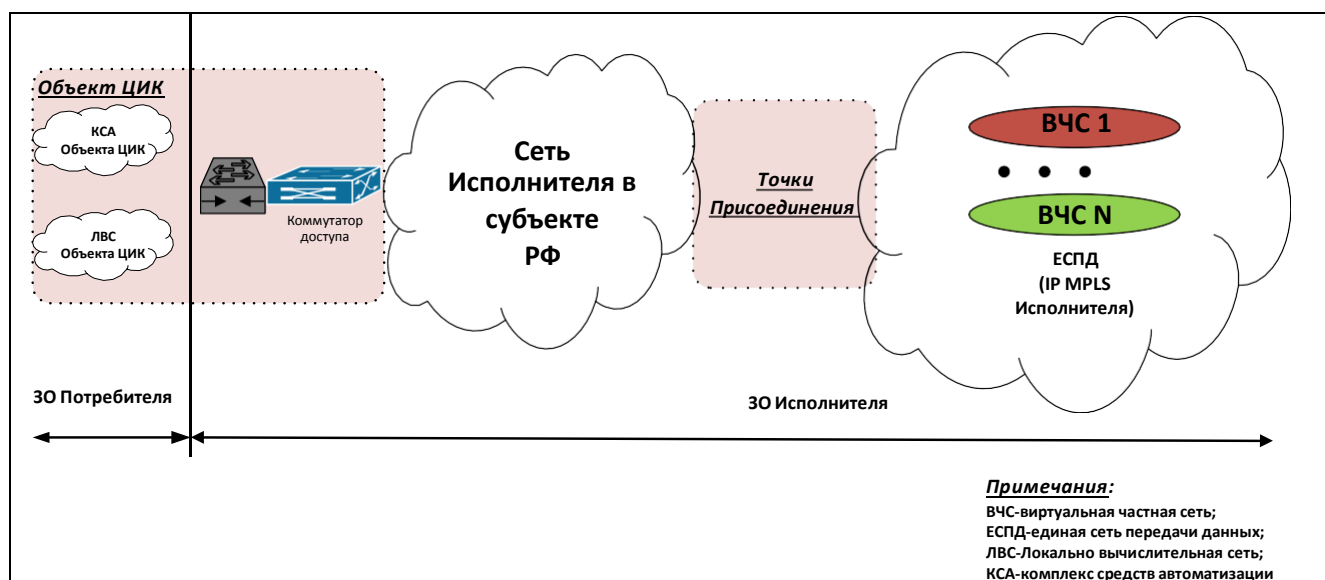 Объект ЦИК
КСА
Объекта ЦИК
ЛВС
Объекта ЦИК
Коммутатор
доступа
Сеть
Исполнителя в
субъекте
РФ
Точки
Присоединения
ВЧС 1
ВЧС N
ЕСПД
(IP MPLS
Исполнителя)
ЗО Потребителя
ЗО Исполнителя
Примечания:
ВЧС-виртуальная частная сеть;
ЕСПД-единая сеть передачи данных;
ЛВС-Локально вычислительная сеть;
КСА-комплекс средств автоматизации